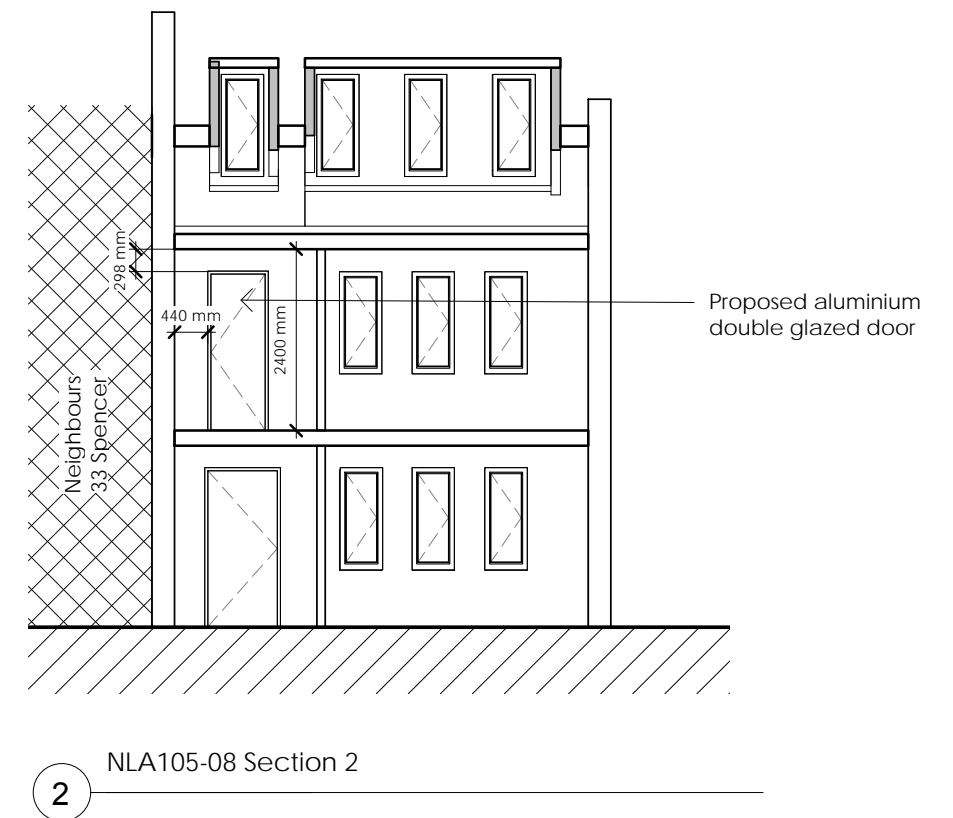 298 mm
440 mm
2400 mm
Proposed aluminium
double glazed door
Neighbours
33 Spencer
NLA105-08 Section 2
2